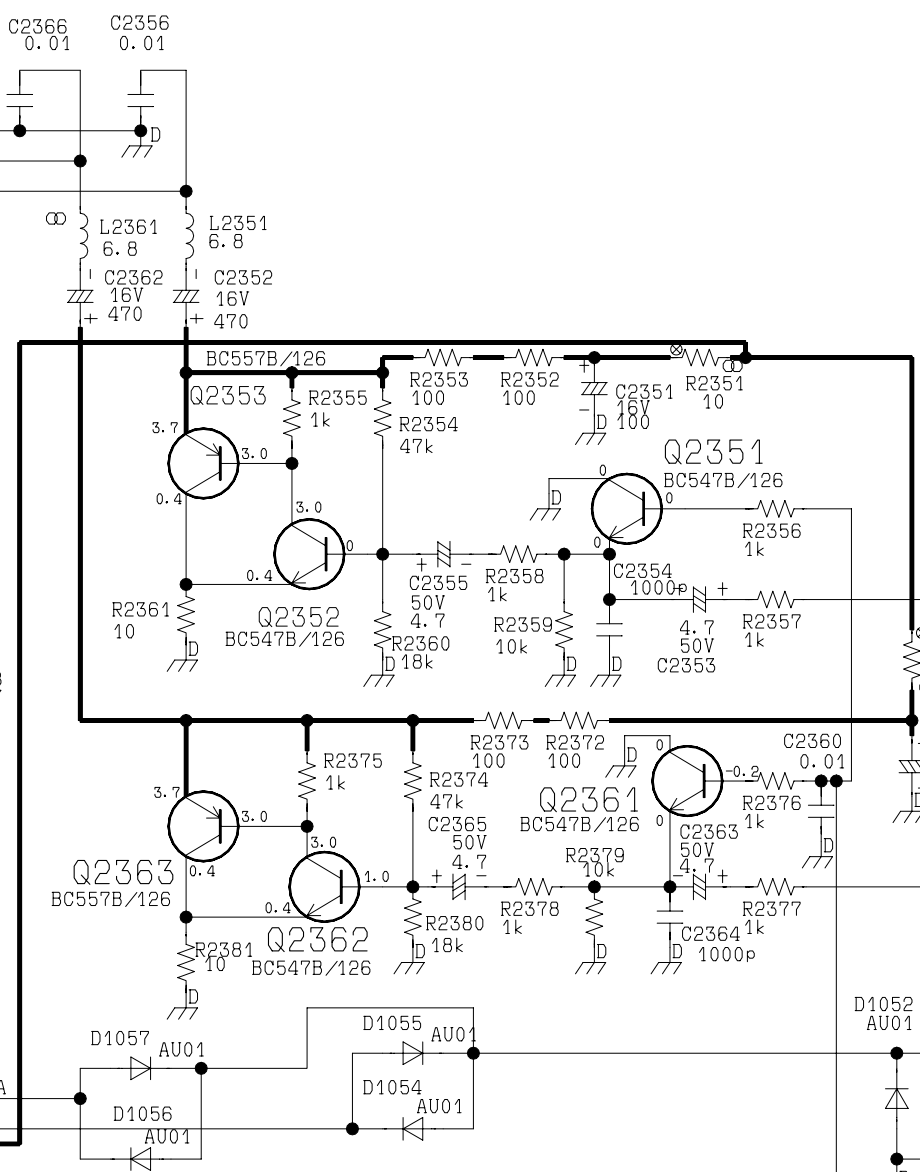 C2366
0.01
C2356
0.01
D
L2361
6.8
L2351
6.8
-
C2362
16V
470
+
-
C2352
16V
470
+
BC557B/126
Q2353
R2355
1k
R2354
47k
R2353
100
R2352
100
+
C2351
16V
100
-
D
R2351
10
3.7
3.0
0.4
3.0
0
0.4
Q2352
BC547B/126
R2361
10
D
Q2351
BC547B/126
0
0
0
D
R2356
1k
+
C2355
50V
4.7
-
R2358
1k
C2354
1000p
R2359
10k
D
D
R2360
18k
D
+
4.7
50V
C2353
R2357
1k
R2373
100
R2372
100
R2375
1k
R2374
47k
D
0
-0.2
0
Q2361
BC547B/126
C2360
0.01
D
R2376
1k
D
3.7
3.0
0.4
Q2363
BC557B/126
3.0
1.0
0.4
Q2362
BC547B/126
C2365
50V
4.7
+
-
R2378
1k
R2379
10k
D
C2363
50V
4.7
-
+
R2377
1k
C2364
1000p
D
R2380
18k
D
R2381
10
D
D1057
AU01
D1056
AU01
D1055
AU01
D1054
AU01
D1052
AU01
A